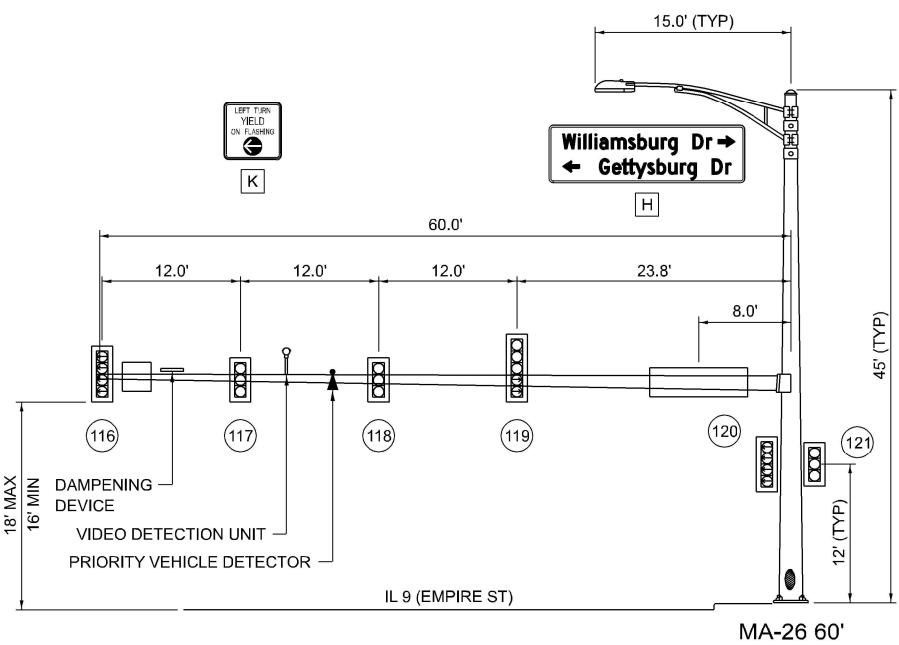 15.0' (TYP)
LEFT TURN
YIELD
ON FLASHING
K
Williamsburg Dr →
← Gettysburg Dr
H
60.0'
12.0'
12.0'
12.0'
23.8'
8.0'
45' (TYP)
116
117
118
119
120
121
18' MAX
16' MIN
DAMPENING
DEVICE
VIDEO DETECTION UNIT
PRIORITY VEHICLE DETECTOR
12' (TYP)
IL 9 (EMPIRE ST)
MA-26 60'